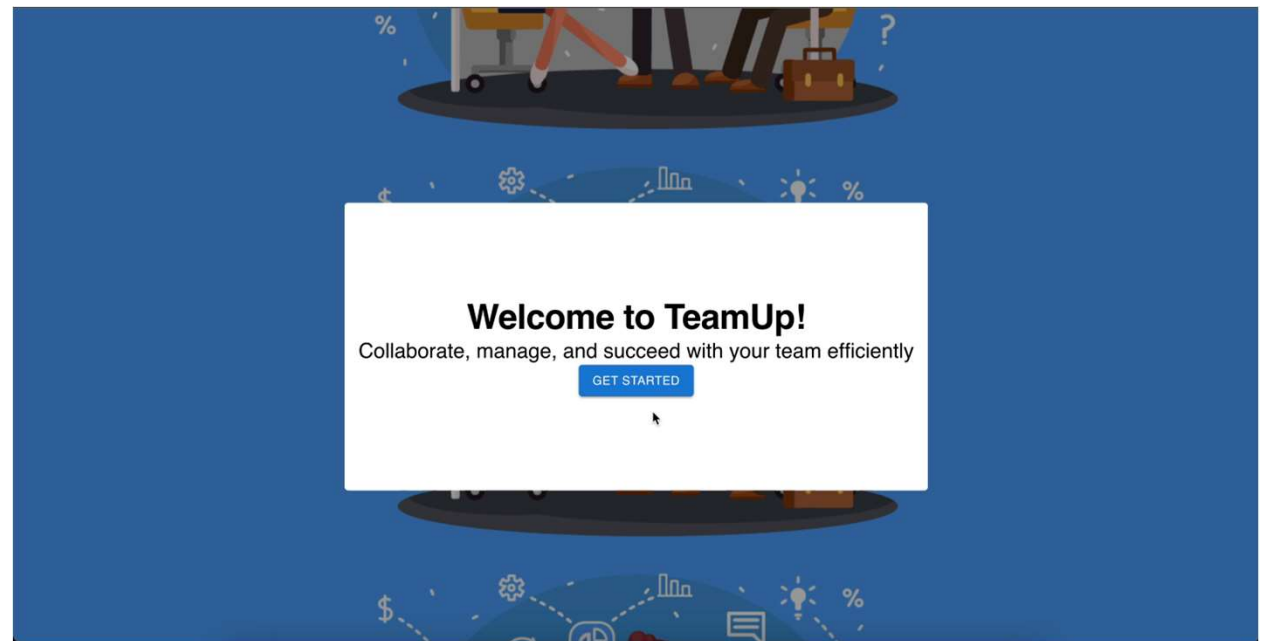 % ?
$ %
Welcome to TeamUp!
Collaborate, manage, and succeed with your team efficiently
GET STARTED
$ %